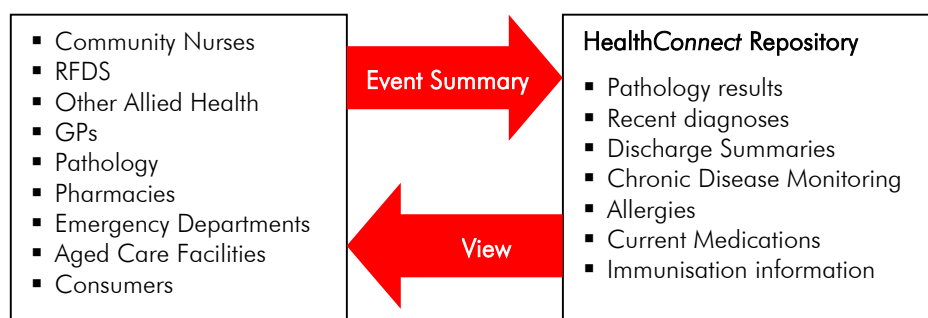 ▪ Community Nurses
▪ RFDS
▪ Other Allied Health
▪ GPs
▪ Pathology
▪ Pharmacies
▪ Emergency Departments
▪ Aged Care Facilities
▪ Consumers
Event Summary
View
HealthConnect Repository
▪ Pathology results
▪ Recent diagnoses
▪ Discharge Summaries
▪ Chronic Disease Monitoring
▪ Allergies
▪ Current Medications
▪ Immunisation information